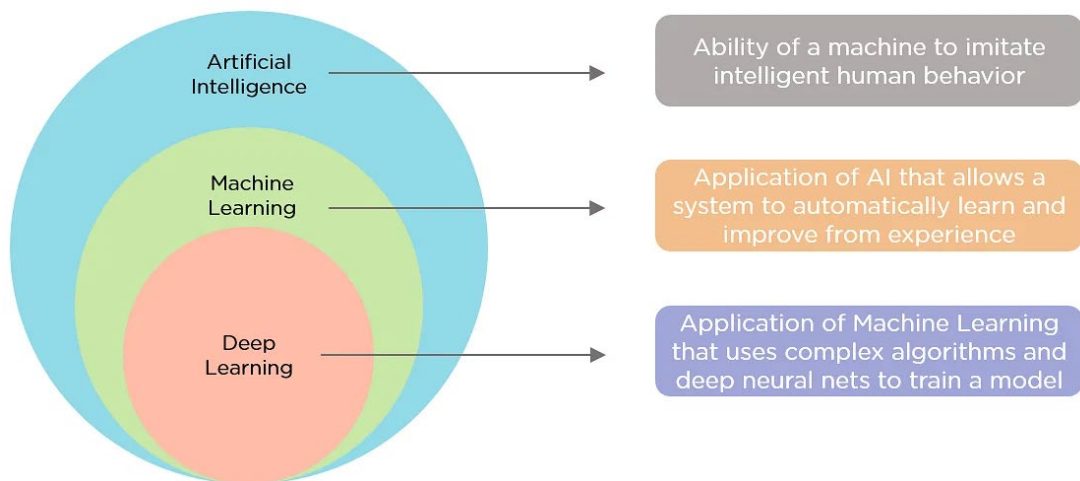 Artificial
Intelligence
Ability of a machine to imitate
intelligent human behavior
Machine
Learning
Application of AI that allows a
system to automatically learn and
improve from experience
Deep
Learning
Application of Machine Learning
that uses complex algorithms and
deep neural nets to train a model